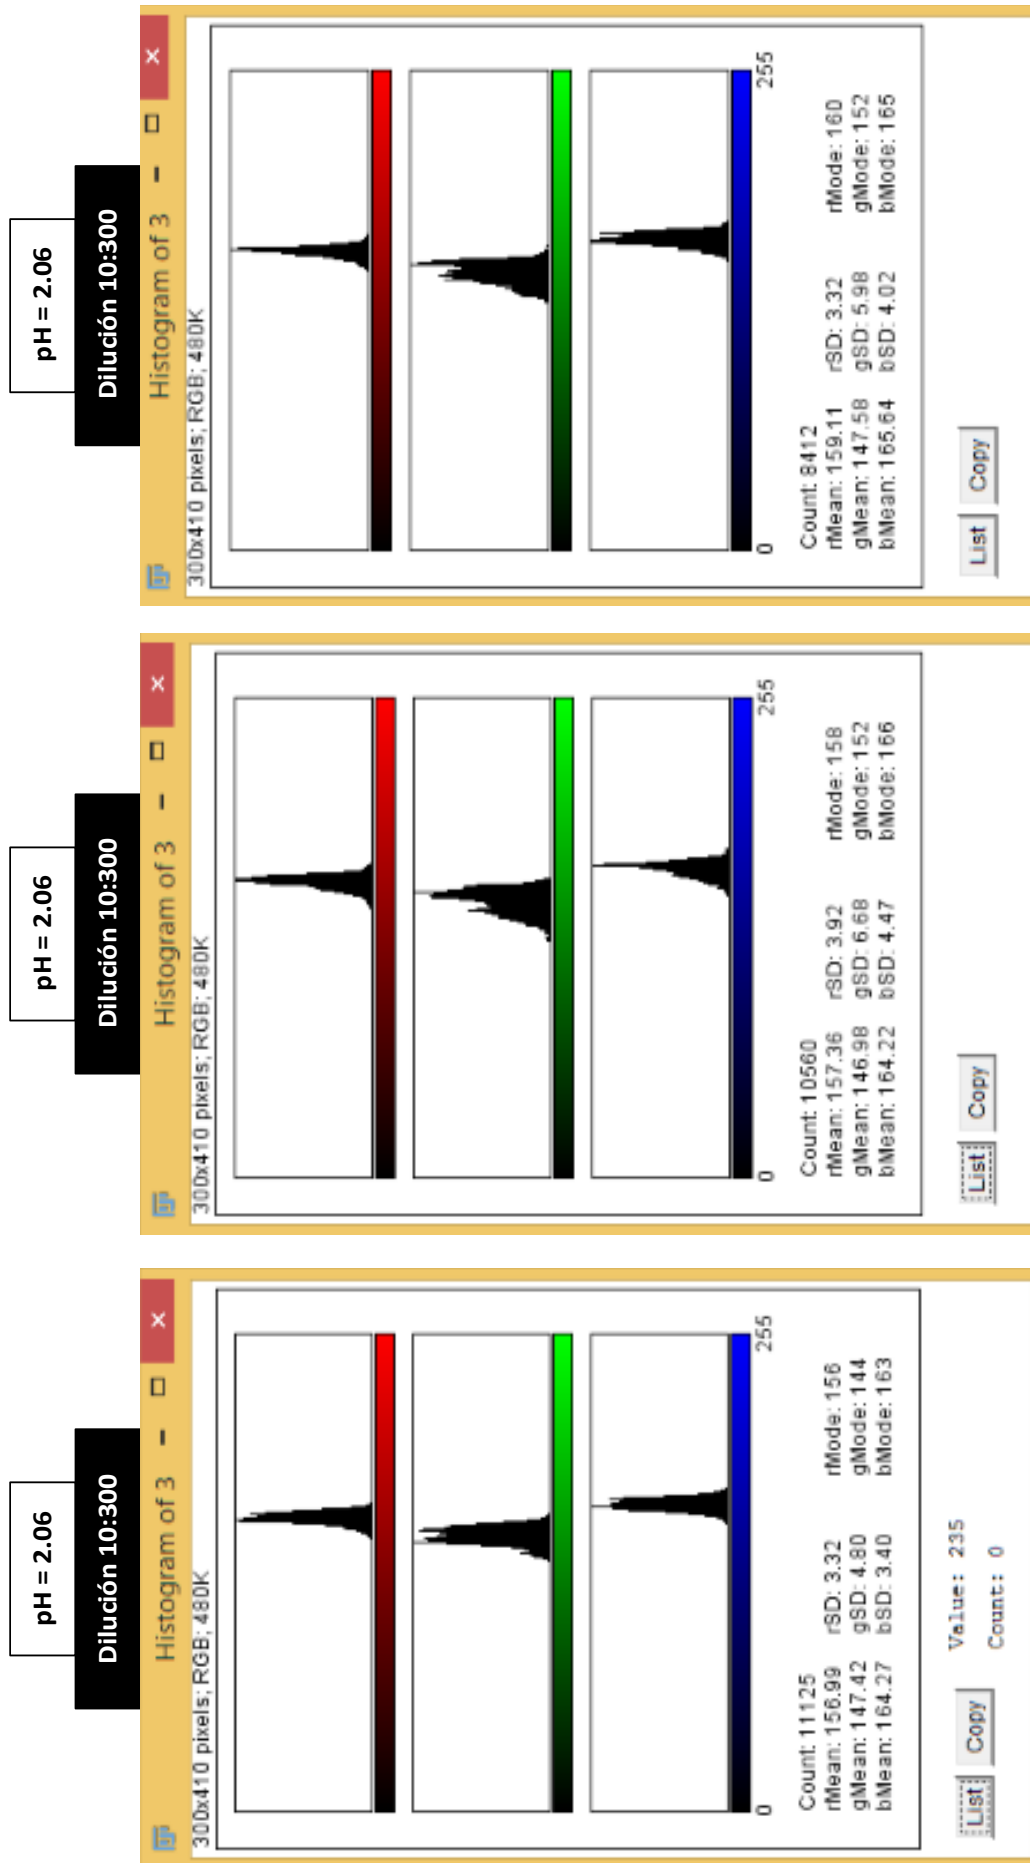 pH = 2.06
Dilución 10:300
Histogram of 3
300x410 pixels; RGB; 480K
0
255
Count: 11125
rMean: 156.99 rSD: 3.32 rMode: 156
gMean: 147.42 gSD: 4.80 gMode: 144
bMean: 164.27 bSD: 3.40 bMode: 163
List Copy Value: 235
Count: 0
pH = 2.06
Dilución 10:300
Histogram of 3
300x410 pixels; RGB; 480K
0
255
Count: 10560
rMean: 157.36 rSD: 3.92 rMode: 158
gMean: 146.98 gSD: 6.68 gMode: 152
bMean: 164.22 bSD: 4.47 bMode: 166
List Copy
pH = 2.06
Dilución 10:300
Histogram of 3
300x410 pixels; RGB; 480K
0
255
Count: 8412
rMean: 159.11 rSD: 3.32 rMode: 160
gMean: 147.58 gSD: 5.98 gMode: 152
bMean: 165.64 bSD: 4.02 bMode: 165
List Copy